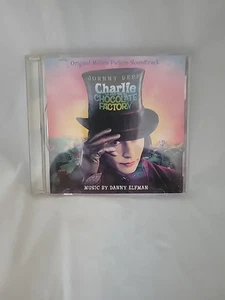 Original Motion Picture Soundtrack
JOHNNY DEPP
Charlie
AND THE
CHOCOLATE
FACTORY
MUSIC BY DANNY ELFMAN